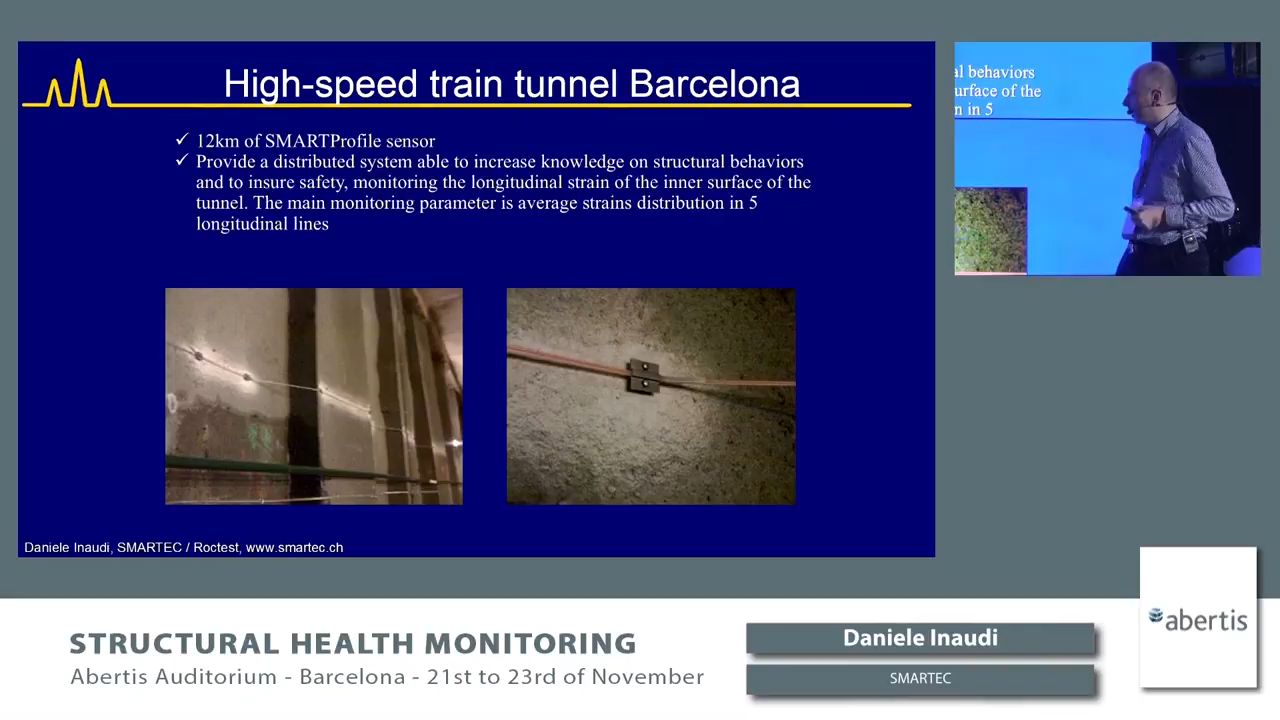 High-speed train tunnel Barcelona
✓ 12km of SMARTProfile sensor
✓ Provide a distributed system able to increase knowledge on structural behaviors
and to insure safety, monitoring the longitudinal strain of the inner surface of the
tunnel. The main monitoring parameter is average strains distribution in 5
longitudinal lines
Daniele Inaudi, SMARTEC / Roctest, www.smartec.ch
al behaviors
urface of the
n in 5
STRUCTURAL HEALTH MONITORING
Abertis Auditorium - Barcelona - 21st to 23rd of November
Daniele Inaudi
SMARTEC
abertis